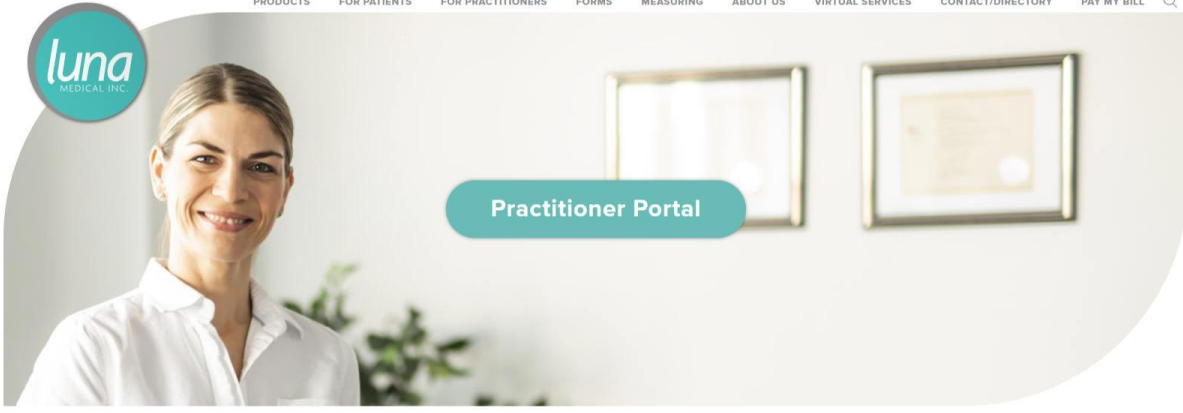 PRODUCTS FOR PATIENTS FOR PRACTITIONERS FORMS MEASURING ABOUT US VIRTUAL SERVICES CONTACT/DIRECTORY PAY MY BILL
luna
MEDICAL INC.
Practitioner Portal